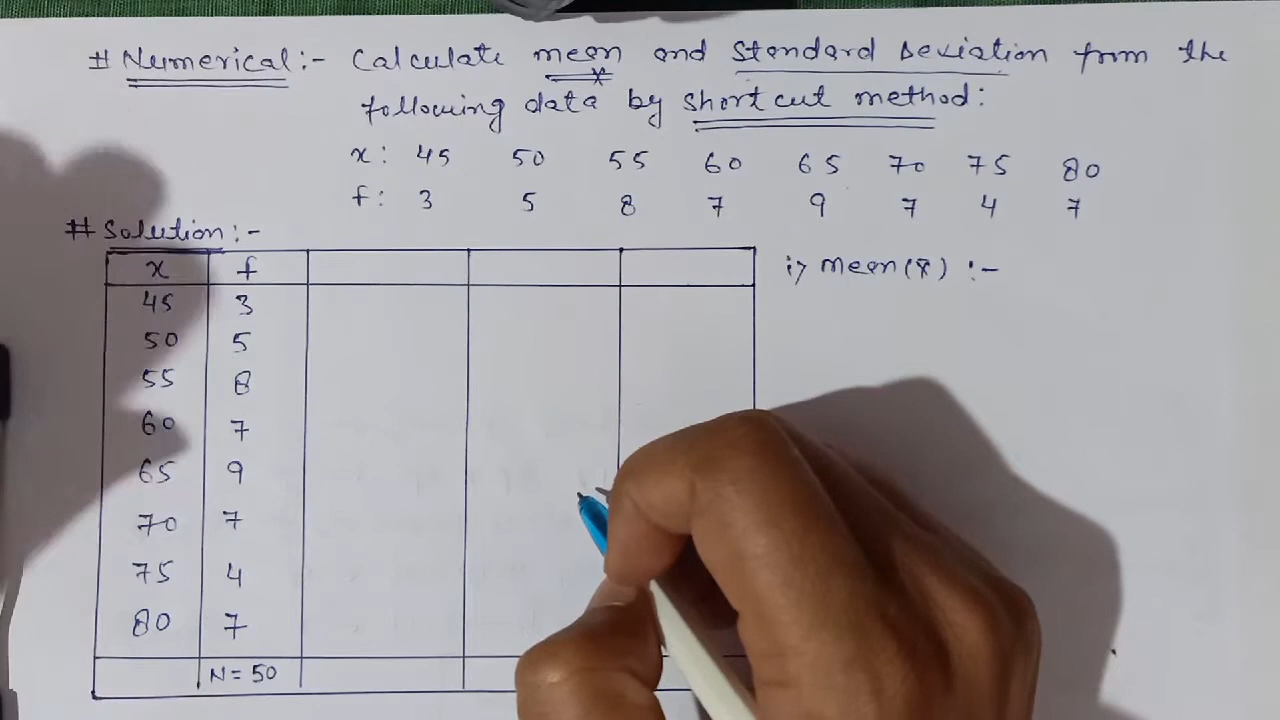 # Numerical:- Calculate mean and Standard Deviation from the
following data by shortcut method:
x: 45 50 55 60 65 70 75 80
f: 3 5 8 7 9 7 4 7
# Solution:-
x f
i> mean(x̄) :-
45 3
50 5
55 8
60 7
65 9
70 7
75 4
80 7
N = 50